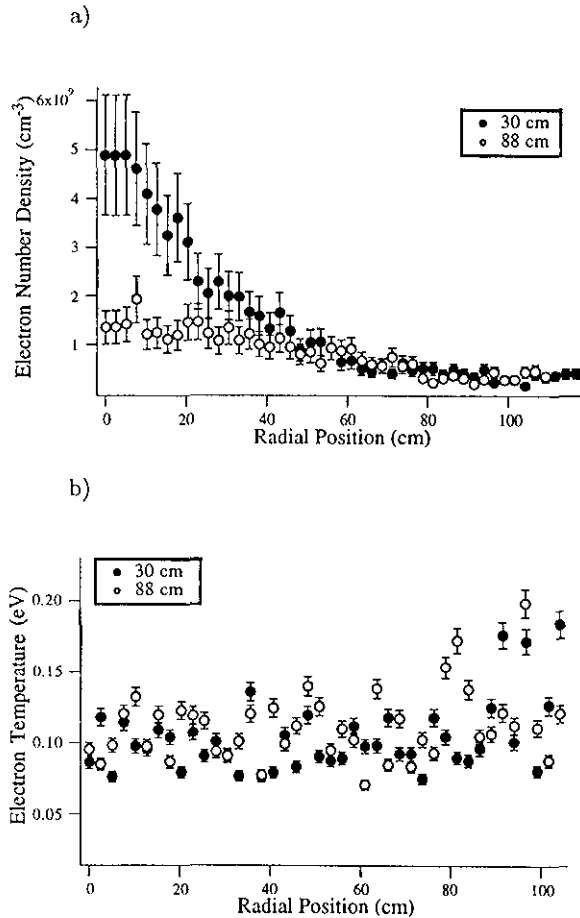 a)
6x10⁹
5
4
3
2
1
Electron Number Density (cm⁻³)
30 cm
88 cm
0 20 40 60 80 100
Radial Position (cm)
b)
0.20
0.15
0.10
0.05
Electron Temperature (eV)
30 cm
88 cm
0 20 40 60 80 100
Radial Position (cm)